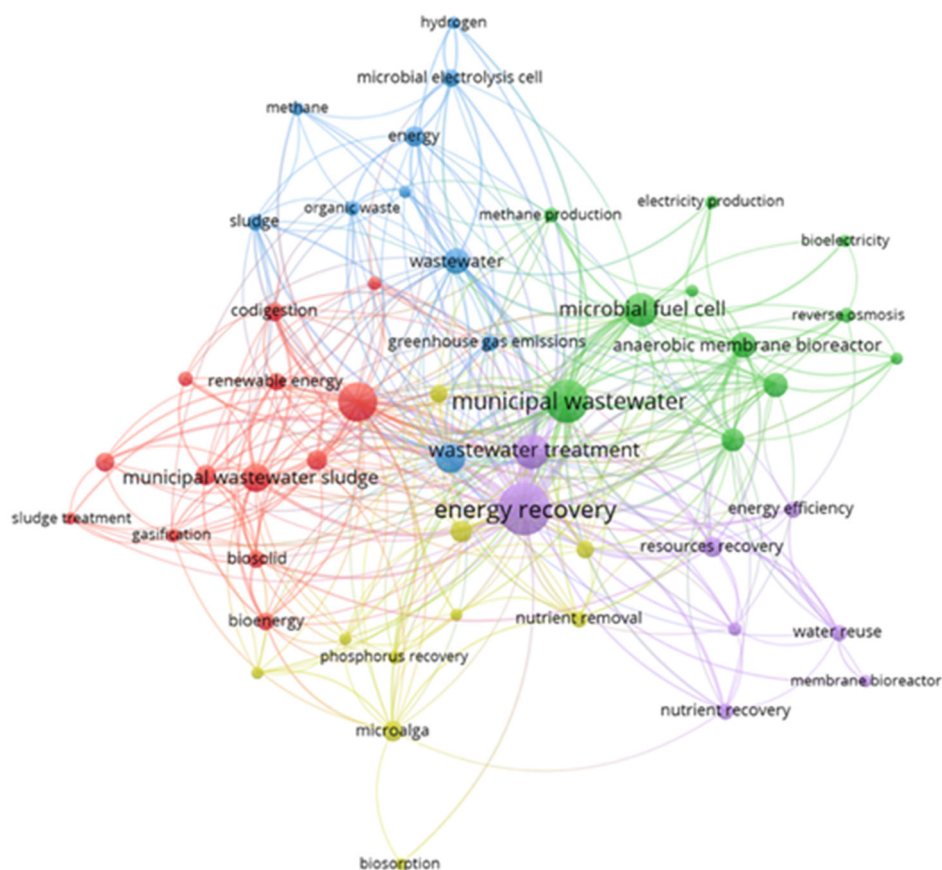 hydrogen
microbial electrolysis cell
methane
energy
electricity production
organic waste
methane production
sludge
bioelectricity
wastewater
codigestion
microbial fuel cell
reverse osmosis
greenhouse gas emissions
anaerobic membrane bioreactor
renewable energy
municipal wastewater
wastewater treatment
municipal wastewater sludge
energy recovery
energy efficiency
sludge treatment
gasification
resources recovery
biosolid
bioenergy
nutrient removal
water reuse
phosphorus recovery
membrane bioreactor
nutrient recovery
microalga
biosorption